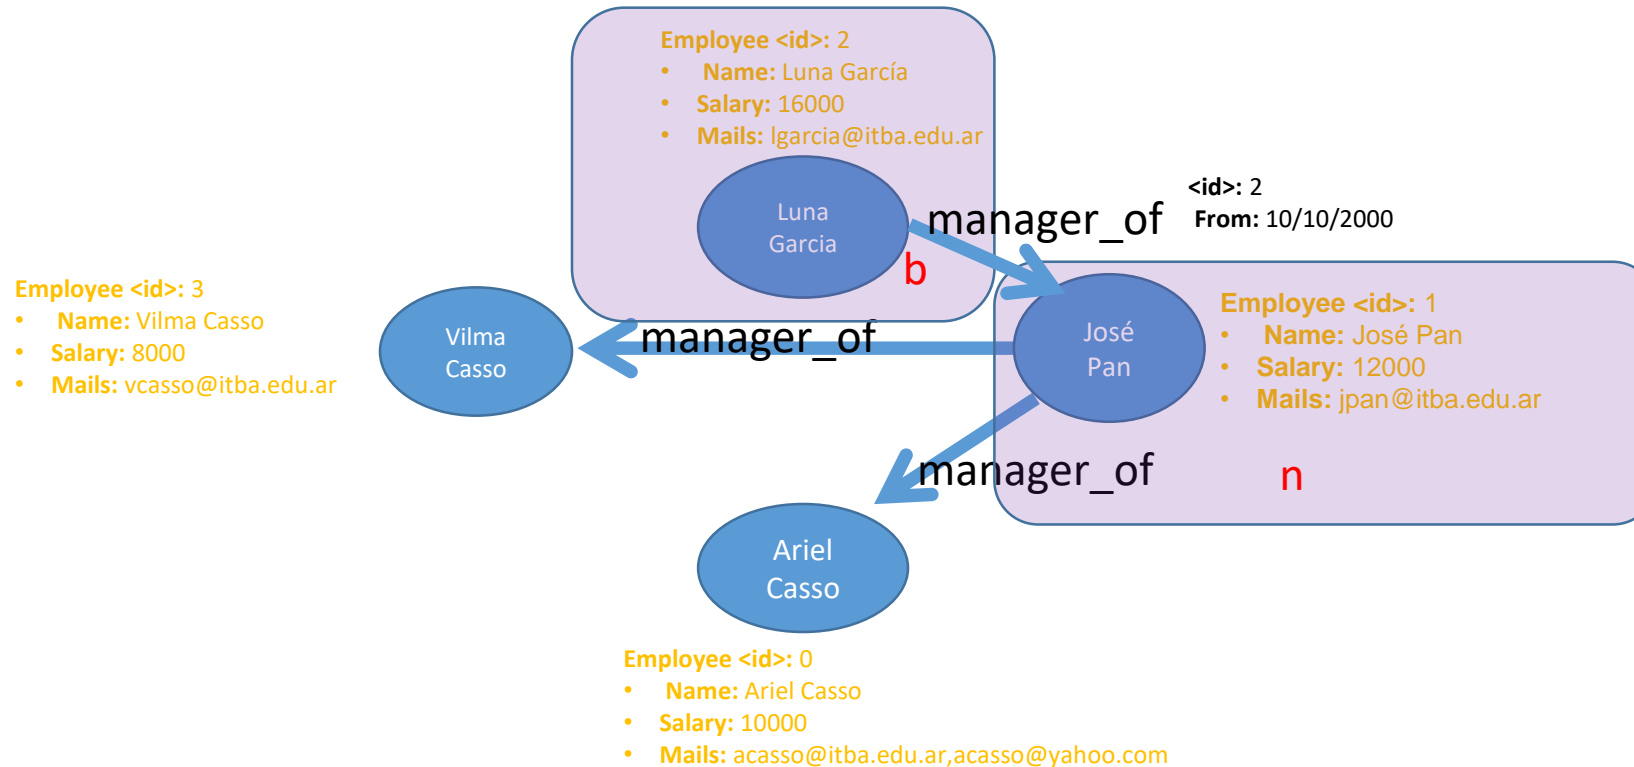 Employee <id>: 2
• Name: Luna García
• Salary: 16000
• Mails: lgarcia@itba.edu.ar
Luna
Garcia
b
manager_of
<id>: 2
From: 10/10/2000
Employee <id>: 3
• Name: Vilma Casso
• Salary: 8000
• Mails: vcasso@itba.edu.ar
Vilma
Casso
manager_of
José
Pan
Employee <id>: 1
• Name: José Pan
• Salary: 12000
• Mails: jpan@itba.edu.ar
manager_of
n
Ariel
Casso
Employee <id>: 0
• Name: Ariel Casso
• Salary: 10000
• Mails: acasso@itba.edu.ar,acasso@yahoo.com